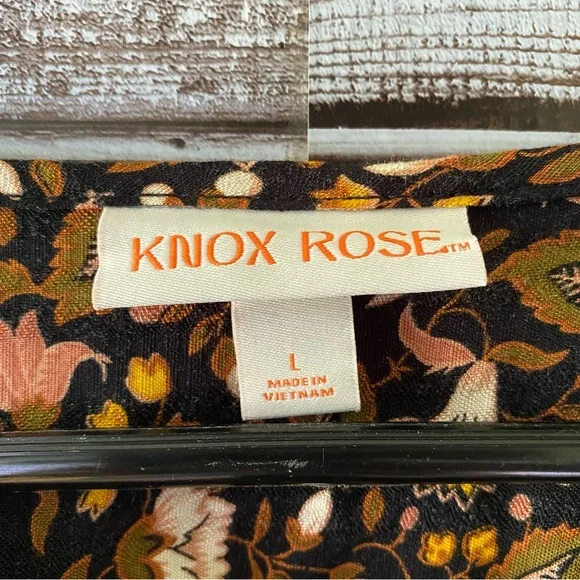 KNOX ROSE™
L
MADE IN
VIETNAM